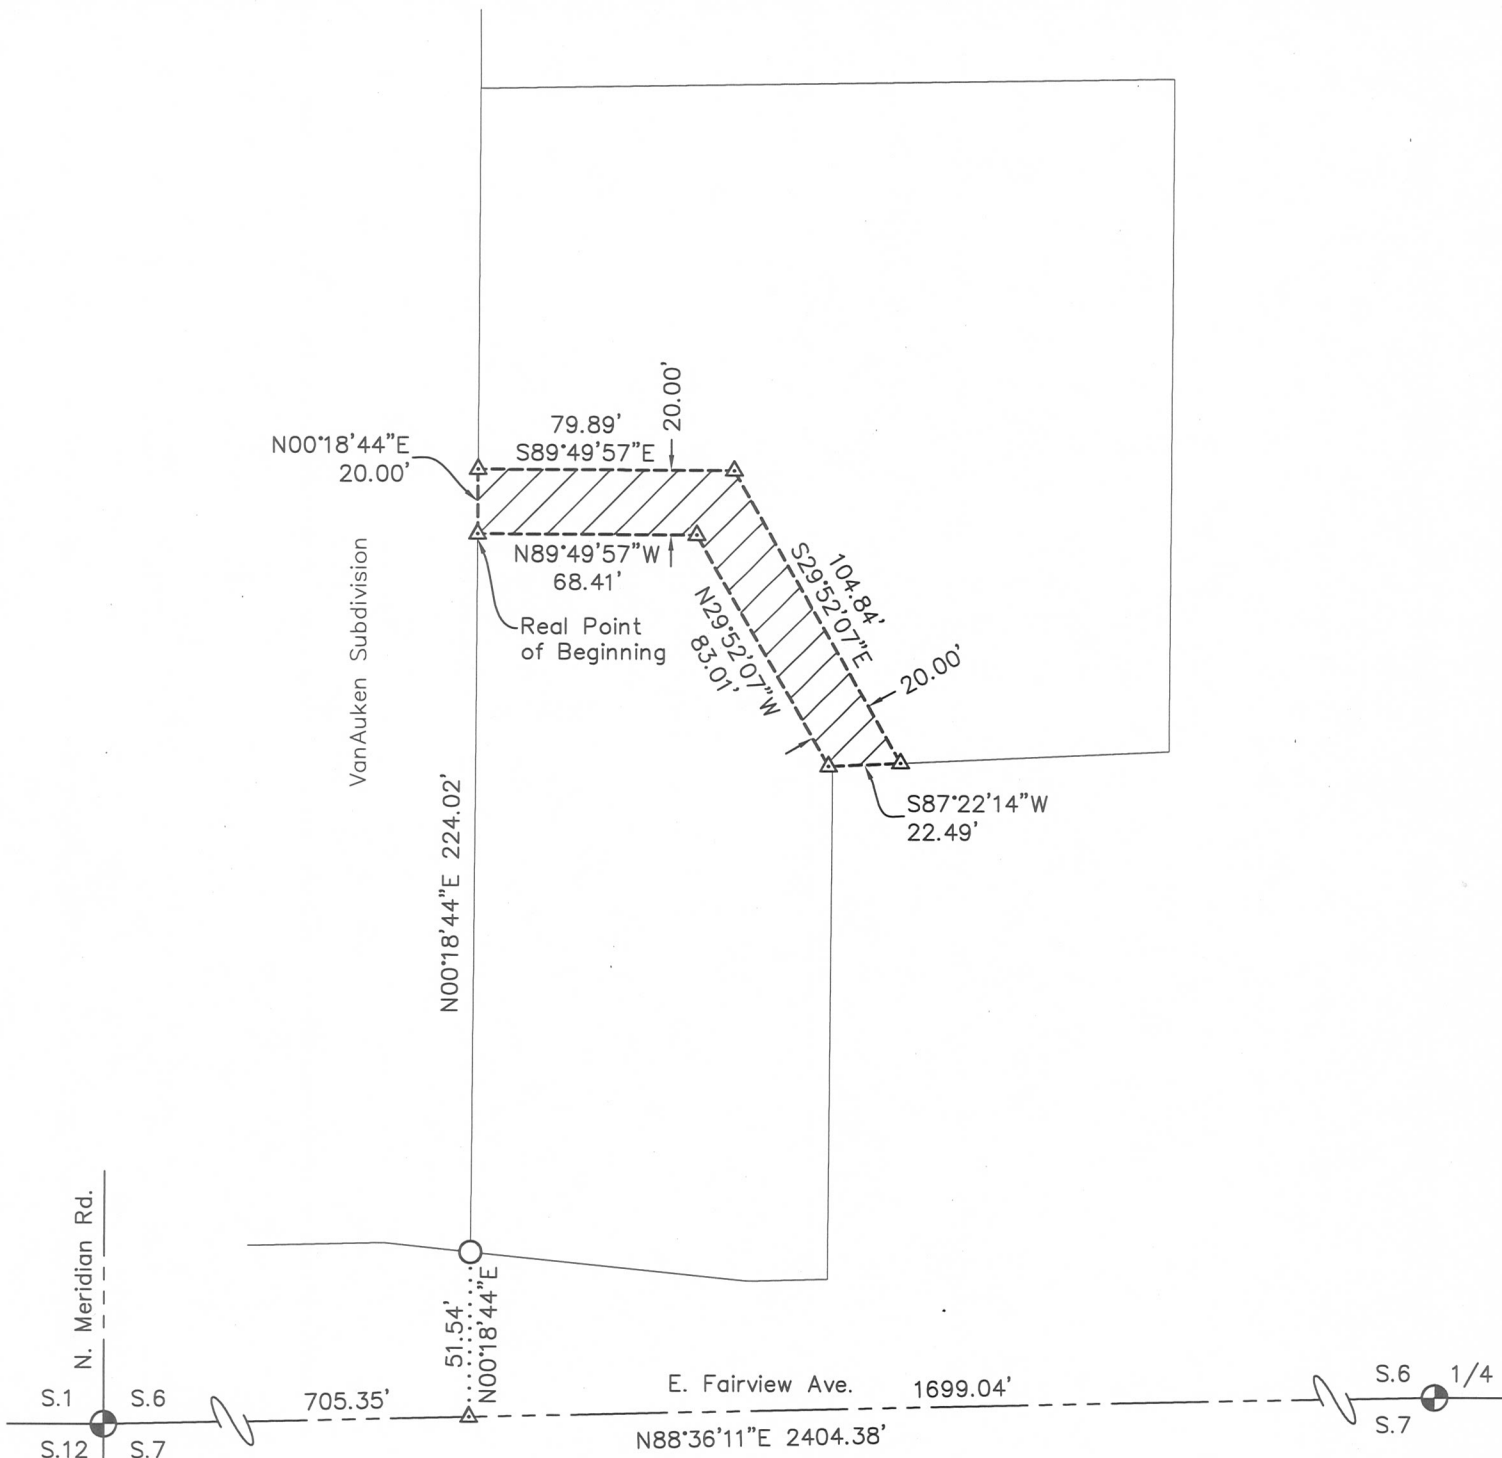 20.00'
79.89'
S89°49'57"E
N00°18'44"E
20.00'
N89°49'57"W
68.41'
Real Point
of Beginning
VanAuken Subdivision
104.84'
S29°52'07"E
N29°52'07"W
83.01'
20.00'
S87°22'14"W
22.49'
N00°18'44"E 224.02'
N. Meridian Rd.
51.54'
N00°18'44"E
S.1
S.6
705.35'
E. Fairview Ave.
1699.04'
S.6
1/4
S.12
S.7
N88°36'11"E 2404.38'
S.7